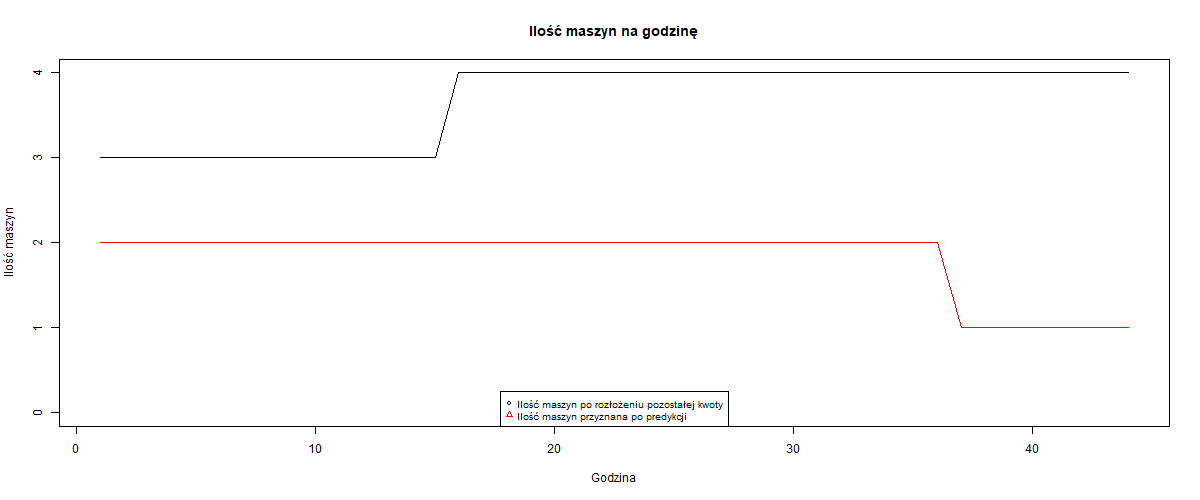 Ilość maszyn na godzinę
Ilość maszyn
4
3
2
1
0
Ilość maszyn po rozłożeniu pozostałej kwoty
Ilość maszyn przyznana po predykcji
0 10 20 30 40
Godzina